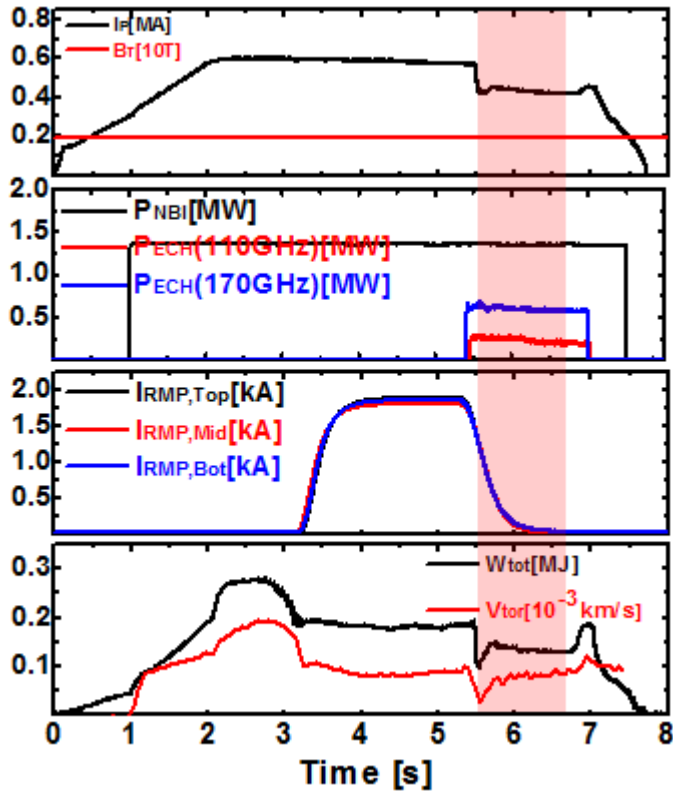 0.8
IP[MA]
BT[10T]
0.6
0.4
0.2
2.0
PNBI[MW]
1.5
PECH(110GHz)[MW]
1.0
PECH(170GHz)[MW]
0.5
2.0
IRMP,Top[kA]
1.5
IRMP,Mid[kA]
1.0
IRMP,Bot[kA]
0.5
0.3
Wtot[MJ]
0.2
Vtor[10⁻³km/s]
0.1
0 1 2 3 4 5 6 7 8
Time [s]